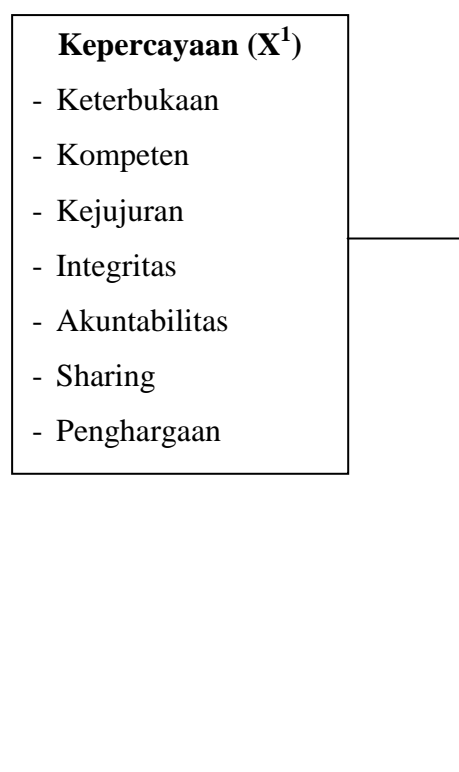 Kepercayaan (X¹)
- Keterbukaan
- Kompeten
- Kejujuran
- Integritas
- Akuntabilitas
- Sharing
- Penghargaan